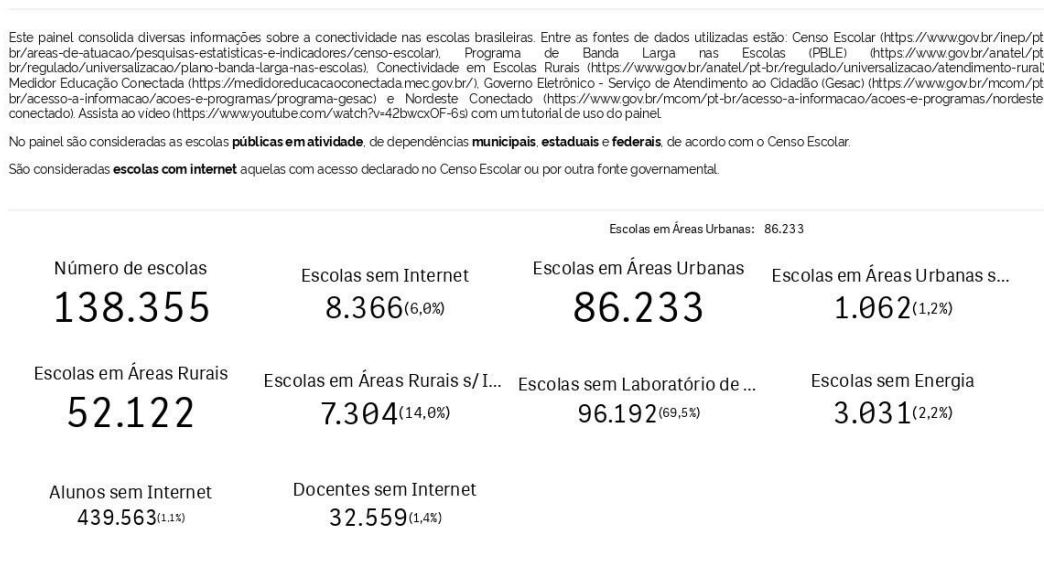 Este painel consolida diversas informações sobre a conectividade nas escolas brasileiras. Entre as fontes de dados utilizadas estão: Censo Escolar (https://www.gov.br/inep/pt
br/areas-de-atuacao/pesquisas-estatisticas-e-indicadores/censo-escolar), Programa de Banda Larga nas Escolas (PBLE) (https://www.gov.br/anatel/pt
br/regulado/universalizacao/plano-banda-larga-nas-escolas), Conectividade em Escolas Rurais (https://www.gov.br/anatel/pt-br/regulado/universalizacao/atendimento-rural),
Medidor Educação Conectada (https://medidoreducacaoconectada.mec.gov.br/), Governo Eletrônico - Serviço de Atendimento ao Cidadão (Gesac) (https://www.gov.br/mcom/pt
br/acesso-a-informacao/acoes-e-programas/programa-gesac) e Nordeste Conectado (https://www.gov.br/mcom/pt-br/acesso-a-informacao/acoes-e-programas/nordeste
conectado). Assista ao vídeo (https://www.youtube.com/watch?v=42bwcxOF-6s) com um tutorial de uso do painel.
No painel são consideradas as escolas públicas em atividade, de dependências municipais, estaduais e federais, de acordo com o Censo Escolar.
São consideradas escolas com internet aquelas com acesso declarado no Censo Escolar ou por outra fonte governamental.
Escolas em Áreas Urbanas: 86.233
Número de escolas
138.355
Escolas sem Internet
8.366(6,0%)
Escolas em Áreas Urbanas
86.233
Escolas em Áreas Urbanas s...
1.062(1,2%)
Escolas em Áreas Rurais
52.122
Escolas em Áreas Rurais s/ I...
7.304(14,0%)
Escolas sem Laboratório de ...
96.192(69,5%)
Escolas sem Energia
3.031(2,2%)
Alunos sem Internet
439.563(1,1%)
Docentes sem Internet
32.559(1,4%)